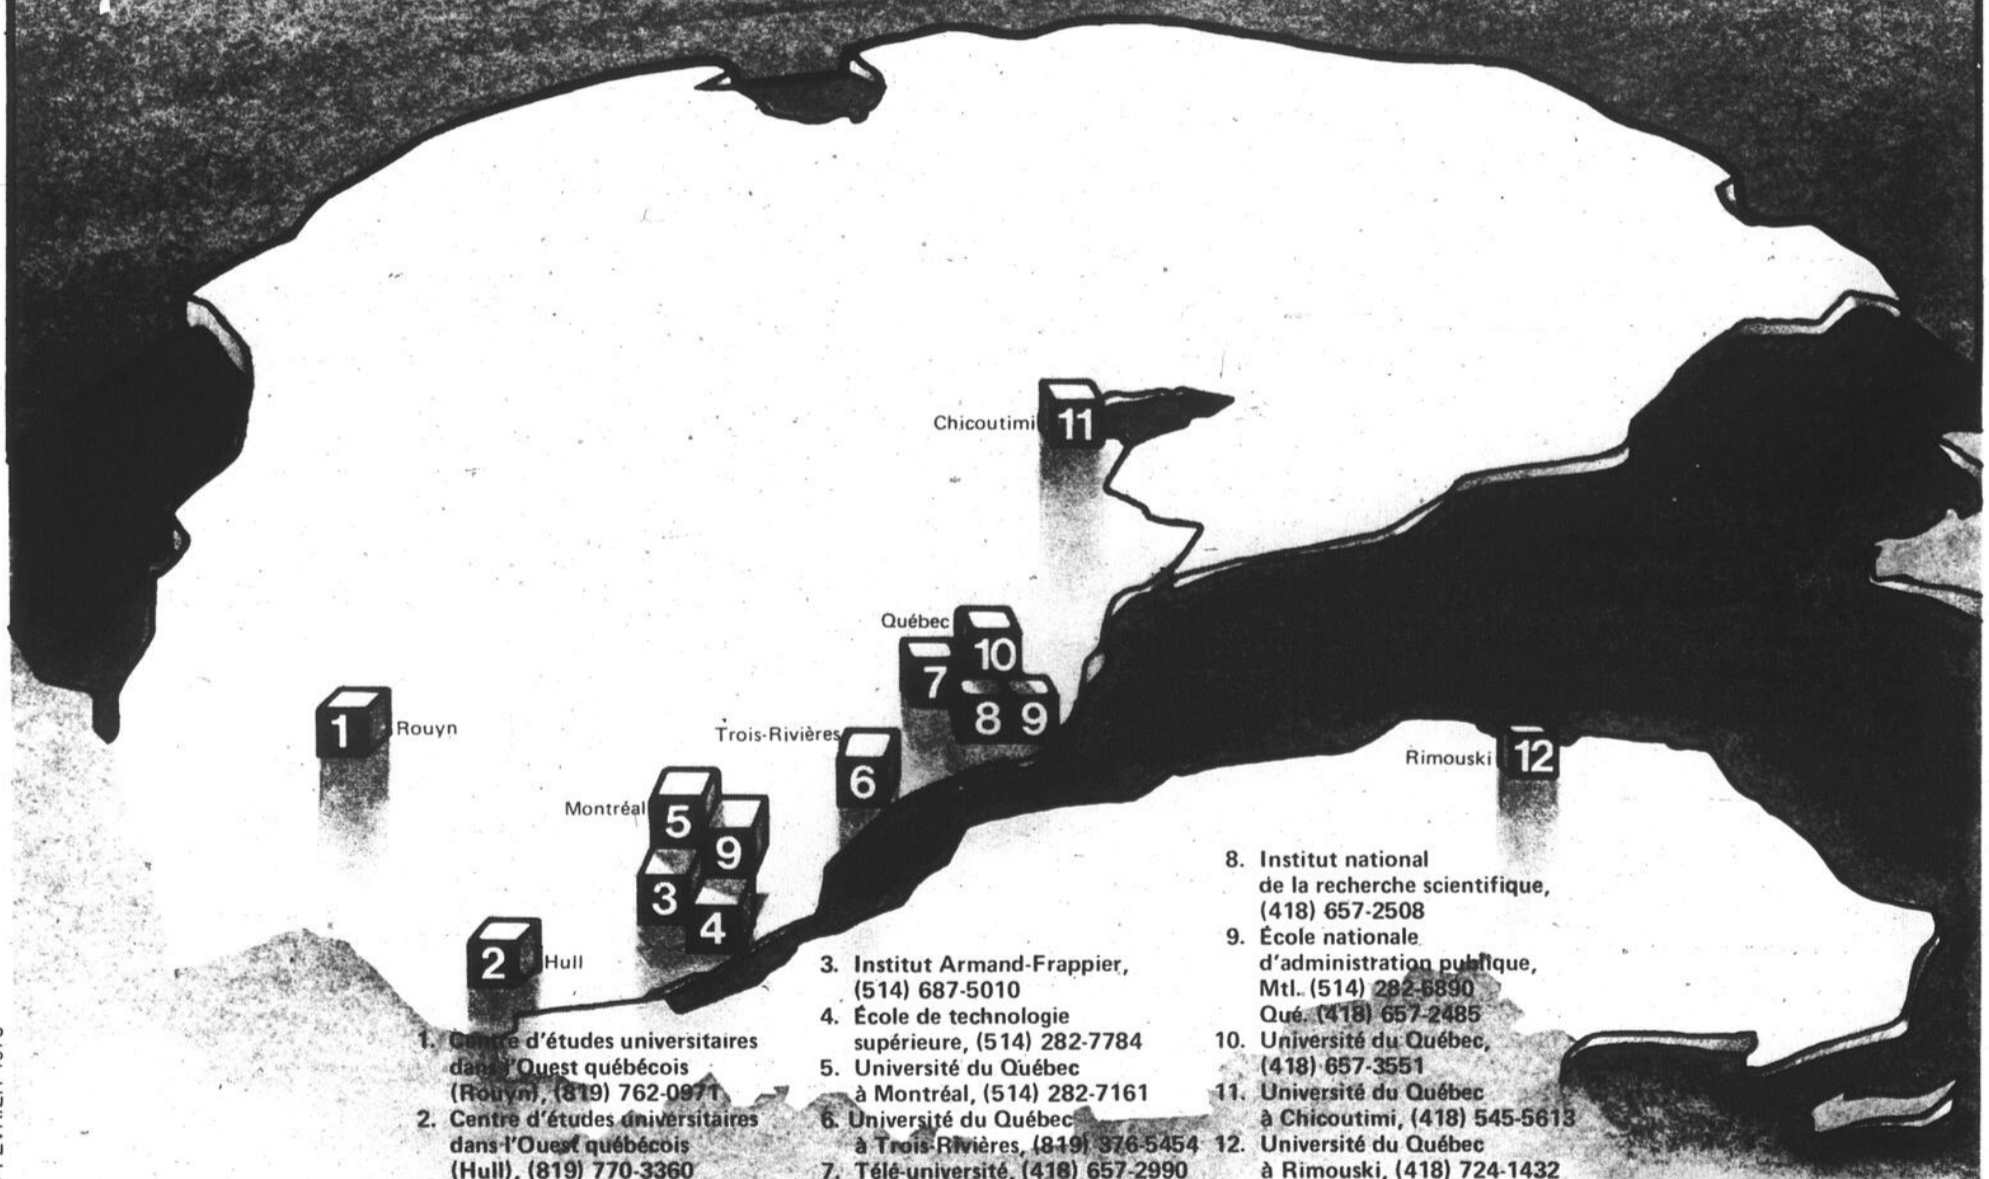 Chicoutimi
11
Québec
10
7
8 9
1
Rouyn
Trois-Rivières
6
Rimouski
12
Montréal
5
9
3
4
2
Hull
1. Centre d'études universitaires
dans l'Ouest québécois
(Rouyn), (819) 762-0971
2. Centre d'études universitaires
dans l'Ouest québécois
(Hull), (819) 770-3360
3. Institut Armand-Frappier,
(514) 687-5010
4. École de technologie
supérieure, (514) 282-7784
5. Université du Québec
à Montréal, (514) 282-7161
6. Université du Québec
à Trois-Rivières, (819) 376-5454
7. Télé-université, (418) 657-2990
8. Institut national
de la recherche scientifique,
(418) 657-2508
9. École nationale
d'administration publique,
Mtl. (514) 282-6890
Qué. (418) 657-2485
10. Université du Québec,
(418) 657-3551
11. Université du Québec
à Chicoutimi, (418) 545-5613
12. Université du Québec
à Rimouski, (418) 724-1432